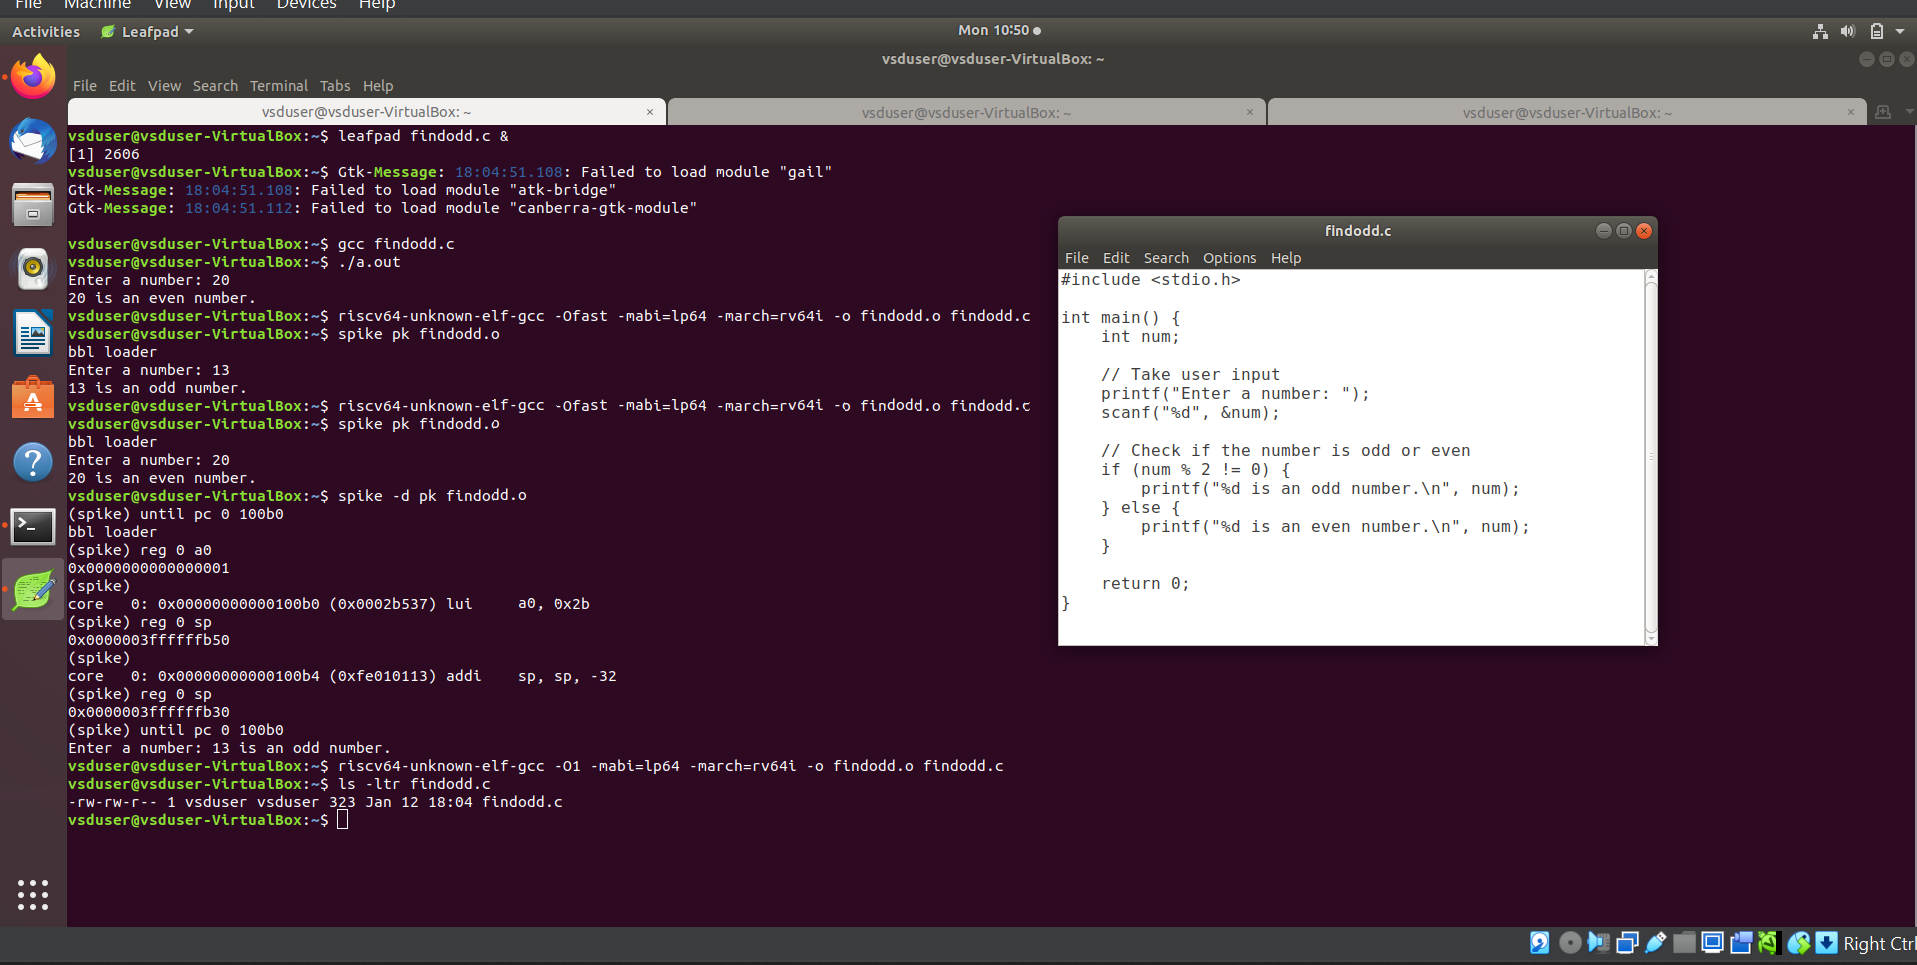 File Machine View Input Devices Help
Activities Leafpad Mon 10:50
vsduser@vsduser-VirtualBox: ~
File Edit View Search Terminal Tabs Help
vsduser@vsduser-VirtualBox: ~ × vsduser@vsduser-VirtualBox: ~ × vsduser@vsduser-VirtualBox: ~ ×
vsduser@vsduser-VirtualBox:~$ leafpad findodd.c &
[1] 2606
vsduser@vsduser-VirtualBox:~$ Gtk-Message: 18:04:51.108: Failed to load module "gail"
Gtk-Message: 18:04:51.108: Failed to load module "atk-bridge"
Gtk-Message: 18:04:51.112: Failed to load module "canberra-gtk-module"
vsduser@vsduser-VirtualBox:~$ gcc findodd.c
vsduser@vsduser-VirtualBox:~$ ./a.out
Enter a number: 20
20 is an even number.
vsduser@vsduser-VirtualBox:~$ riscv64-unknown-elf-gcc -Ofast -mabi=lp64 -march=rv64i -o findodd.o findodd.c
vsduser@vsduser-VirtualBox:~$ spike pk findodd.o
bbl loader
Enter a number: 13
13 is an odd number.
vsduser@vsduser-VirtualBox:~$ riscv64-unknown-elf-gcc -Ofast -mabi=lp64 -march=rv64i -o findodd.o findodd.c
vsduser@vsduser-VirtualBox:~$ spike pk findodd.o
bbl loader
Enter a number: 20
20 is an even number.
vsduser@vsduser-VirtualBox:~$ spike -d pk findodd.o
(spike) until pc 0 100b0
bbl loader
(spike) reg 0 a0
0x0000000000000001
(spike)
core   0: 0x00000000000100b0 (0x0002b537) lui     a0, 0x2b
(spike) reg 0 sp
0x0000003ffffffb50
(spike)
core   0: 0x00000000000100b4 (0xfe010113) addi    sp, sp, -32
(spike) reg 0 sp
0x0000003ffffffb30
(spike) until pc 0 100b0
Enter a number: 13 is an odd number.
vsduser@vsduser-VirtualBox:~$ riscv64-unknown-elf-gcc -O1 -mabi=lp64 -march=rv64i -o findodd.o findodd.c
vsduser@vsduser-VirtualBox:~$ ls -ltr findodd.c
-rw-rw-r-- 1 vsduser vsduser 323 Jan 12 18:04 findodd.c
vsduser@vsduser-VirtualBox:~$
findodd.c
File Edit Search Options Help
#include <stdio.h>
int main() {
    int num;
    // Take user input
    printf("Enter a number: ");
    scanf("%d", &num);
    // Check if the number is odd or even
    if (num % 2 != 0) {
        printf("%d is an odd number.\n", num);
    } else {
        printf("%d is an even number.\n", num);
    }
    return 0;
}
Right Ctrl